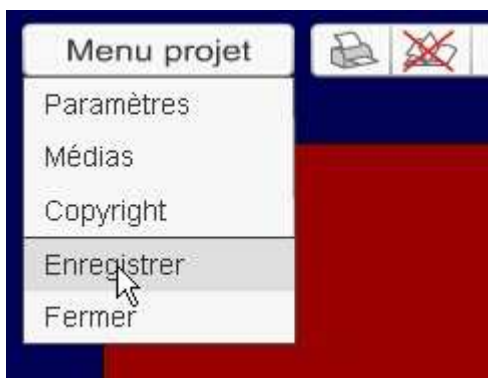 Menu projet
Paramètres
Médias
Copyright
Enregistrer
Fermer